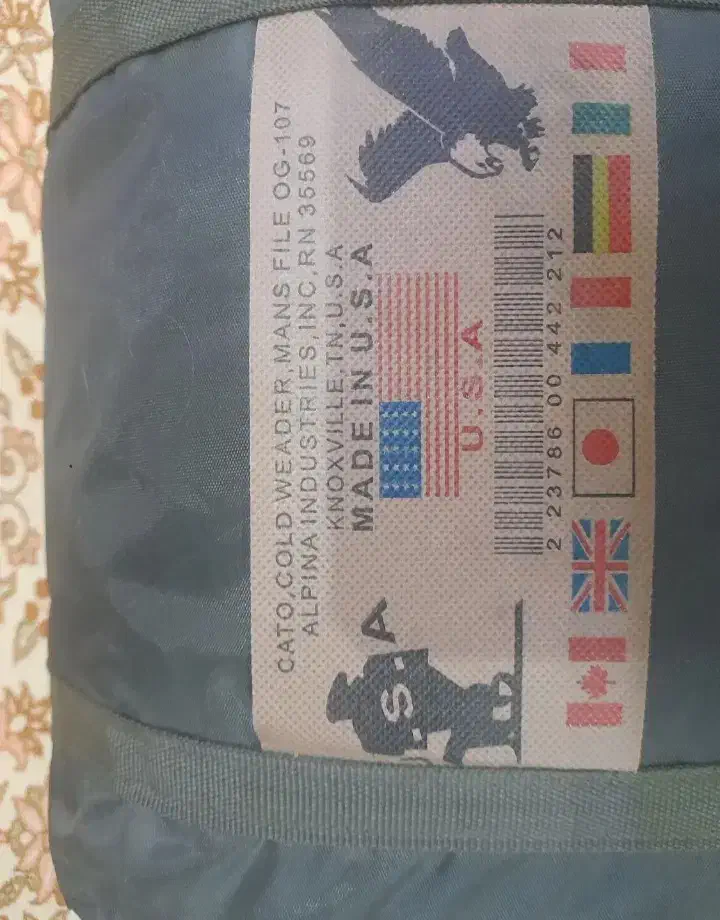 CATO,COLD WEADER,MANS FILE OG-107
ALPINA INDUSTRIES,INC,RN 35569
KNOXVILLE,TN,U.S.A
MADE IN U.S.A
U.S.A
2 23786 00 442 212
U.S.A